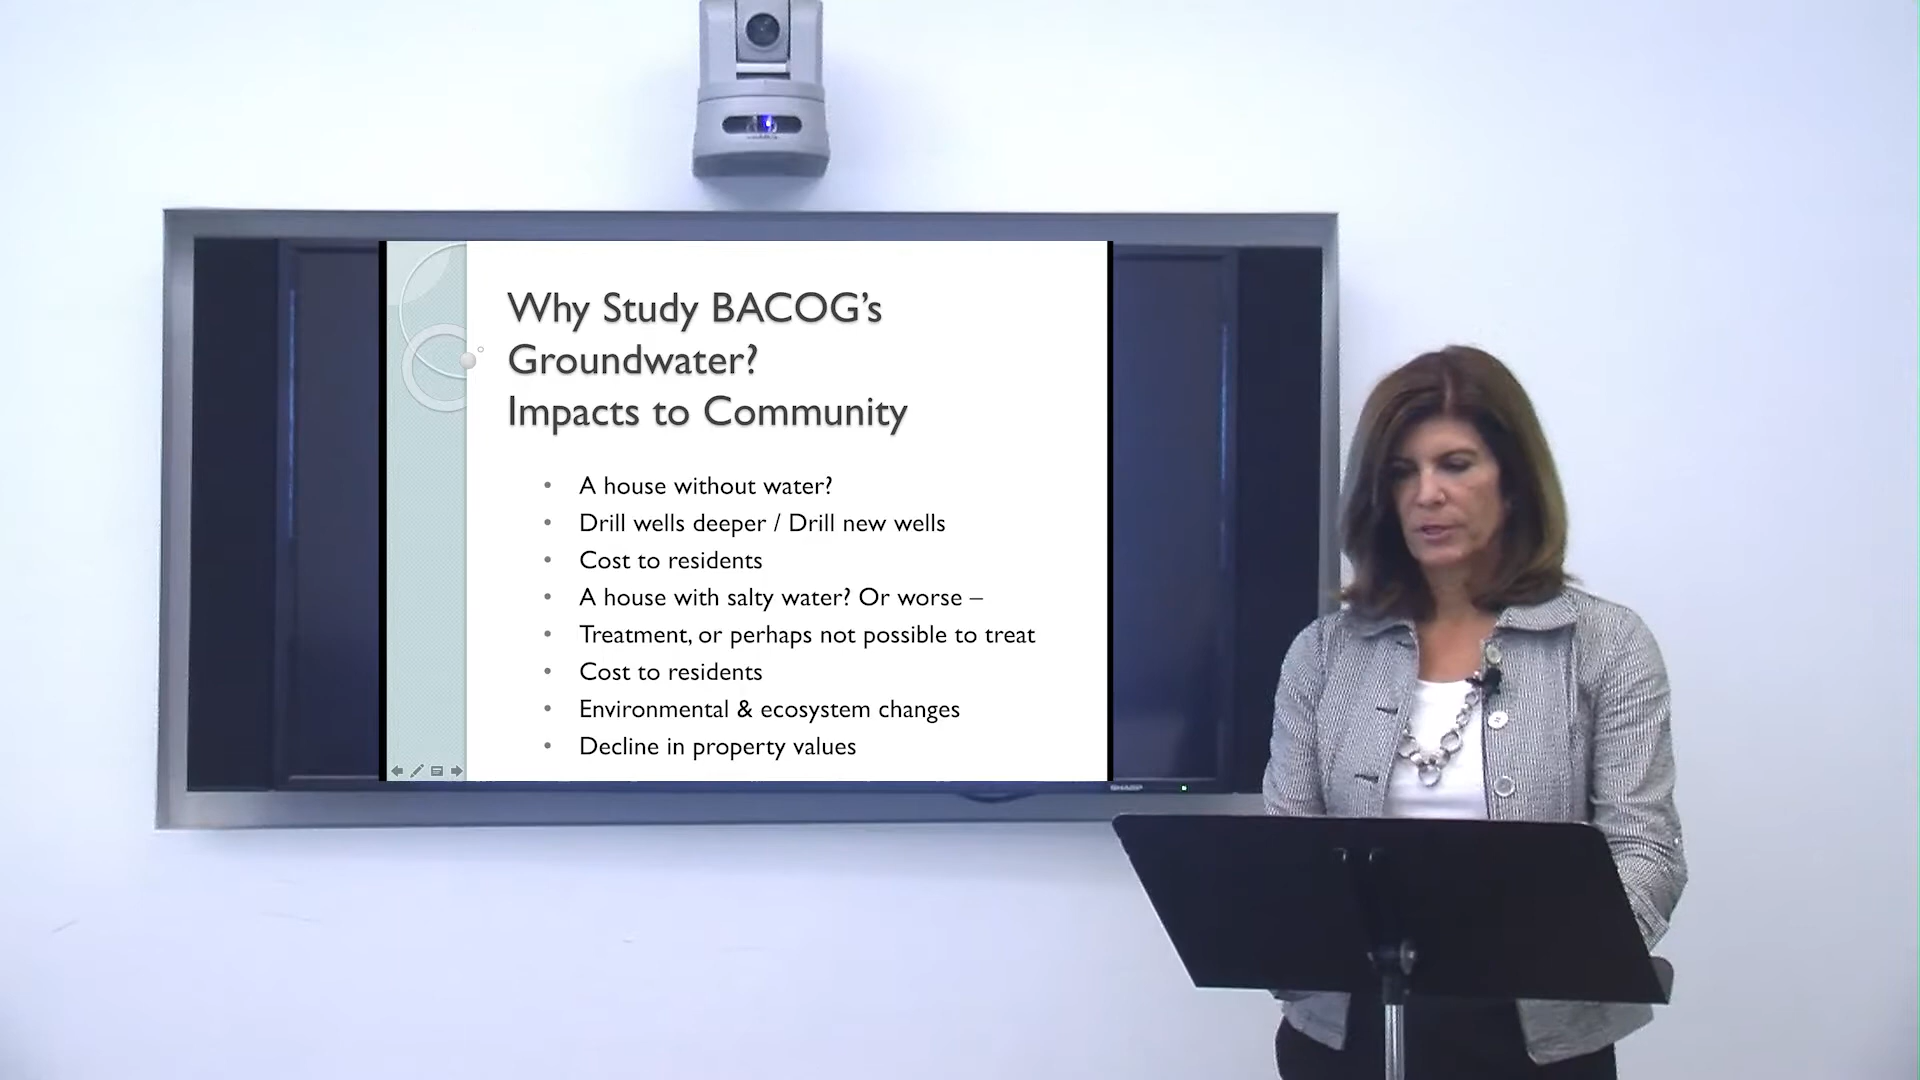 Why Study BACOG's
Groundwater?
Impacts to Community
• A house without water?
• Drill wells deeper / Drill new wells
• Cost to residents
• A house with salty water? Or worse –
• Treatment, or perhaps not possible to treat
• Cost to residents
• Environmental & ecosystem changes
• Decline in property values
SHARP